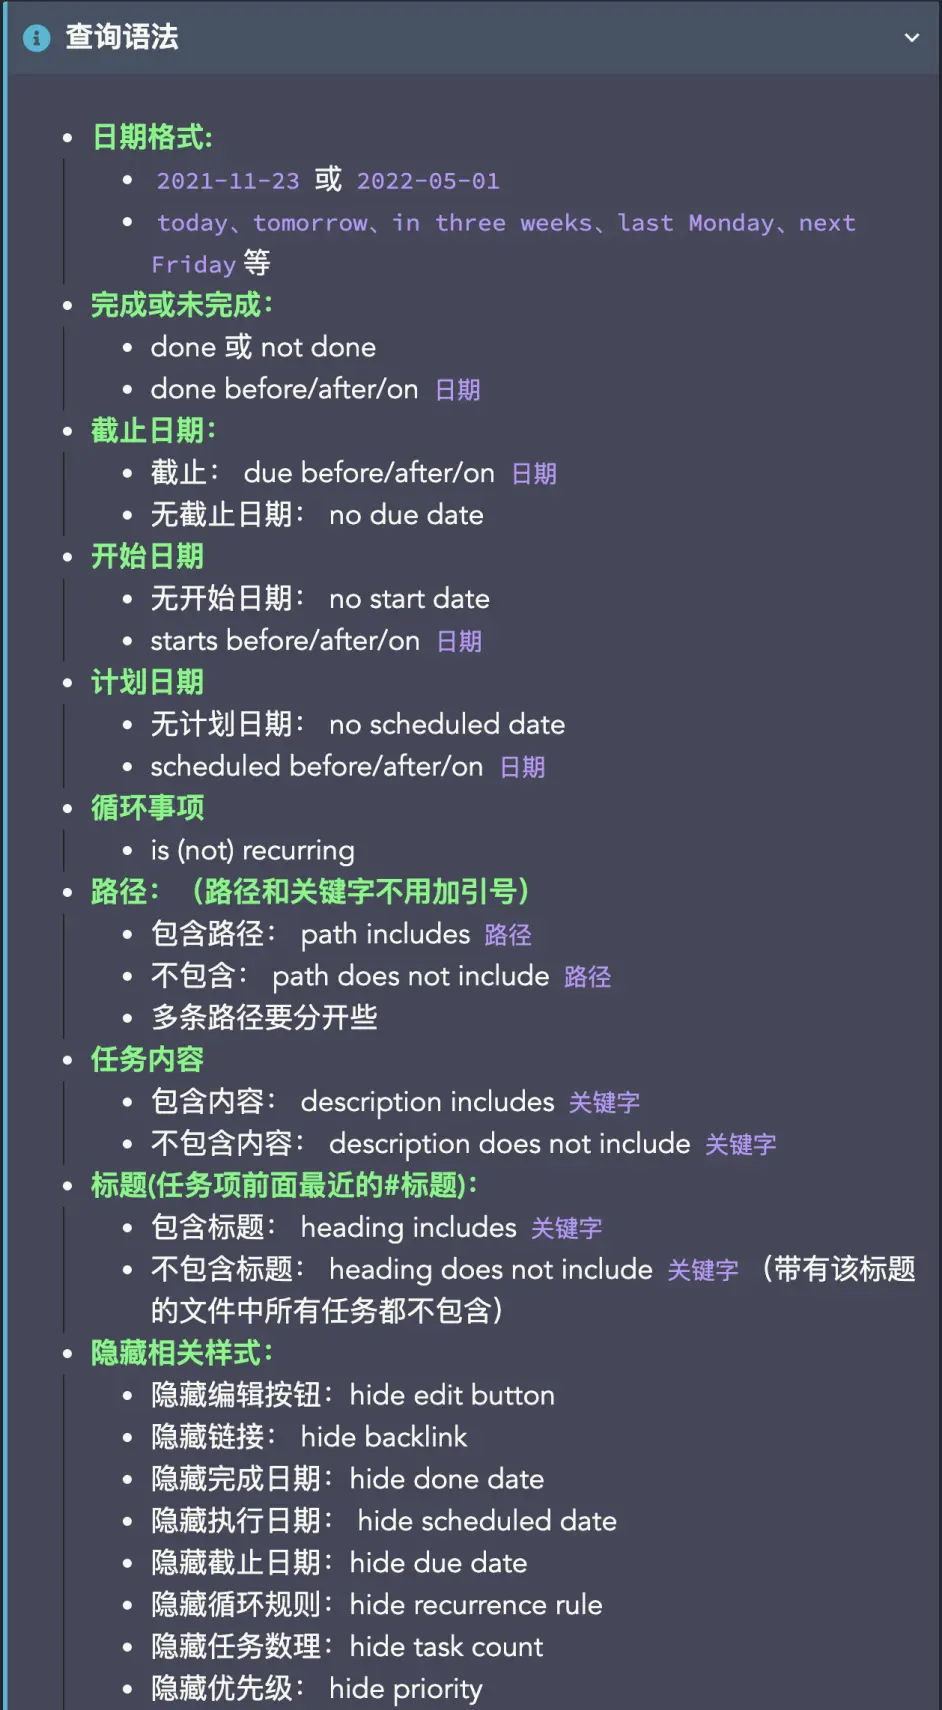 查询语法
日期格式:
2021-11-23 或 2022-05-01
today、tomorrow、in three weeks、last Monday、next
Friday 等
完成或未完成：
done 或 not done
done before/after/on 日期
截止日期：
截止： due before/after/on 日期
无截止日期： no due date
开始日期
无开始日期： no start date
starts before/after/on 日期
计划日期
无计划日期： no scheduled date
scheduled before/after/on 日期
循环事项
is (not) recurring
路径：（路径和关键字不用加引号）
包含路径： path includes 路径
不包含： path does not include 路径
多条路径要分开些
任务内容
包含内容： description includes 关键字
不包含内容： description does not include 关键字
标题(任务项前面最近的#标题)：
包含标题： heading includes 关键字
不包含标题： heading does not include 关键字 （带有该标题
的文件中所有任务都不包含）
隐藏相关样式：
隐藏编辑按钮：hide edit button
隐藏链接： hide backlink
隐藏完成日期：hide done date
隐藏执行日期： hide scheduled date
隐藏截止日期：hide due date
隐藏循环规则：hide recurrence rule
隐藏任务数理：hide task count
隐藏优先级： hide priority